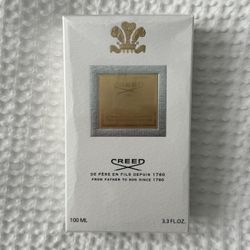 CREED
DE PÈRE EN FILS DEPUIS 1760
FROM FATHER TO SON SINCE 1760
100 ML
3.3 FL.OZ.